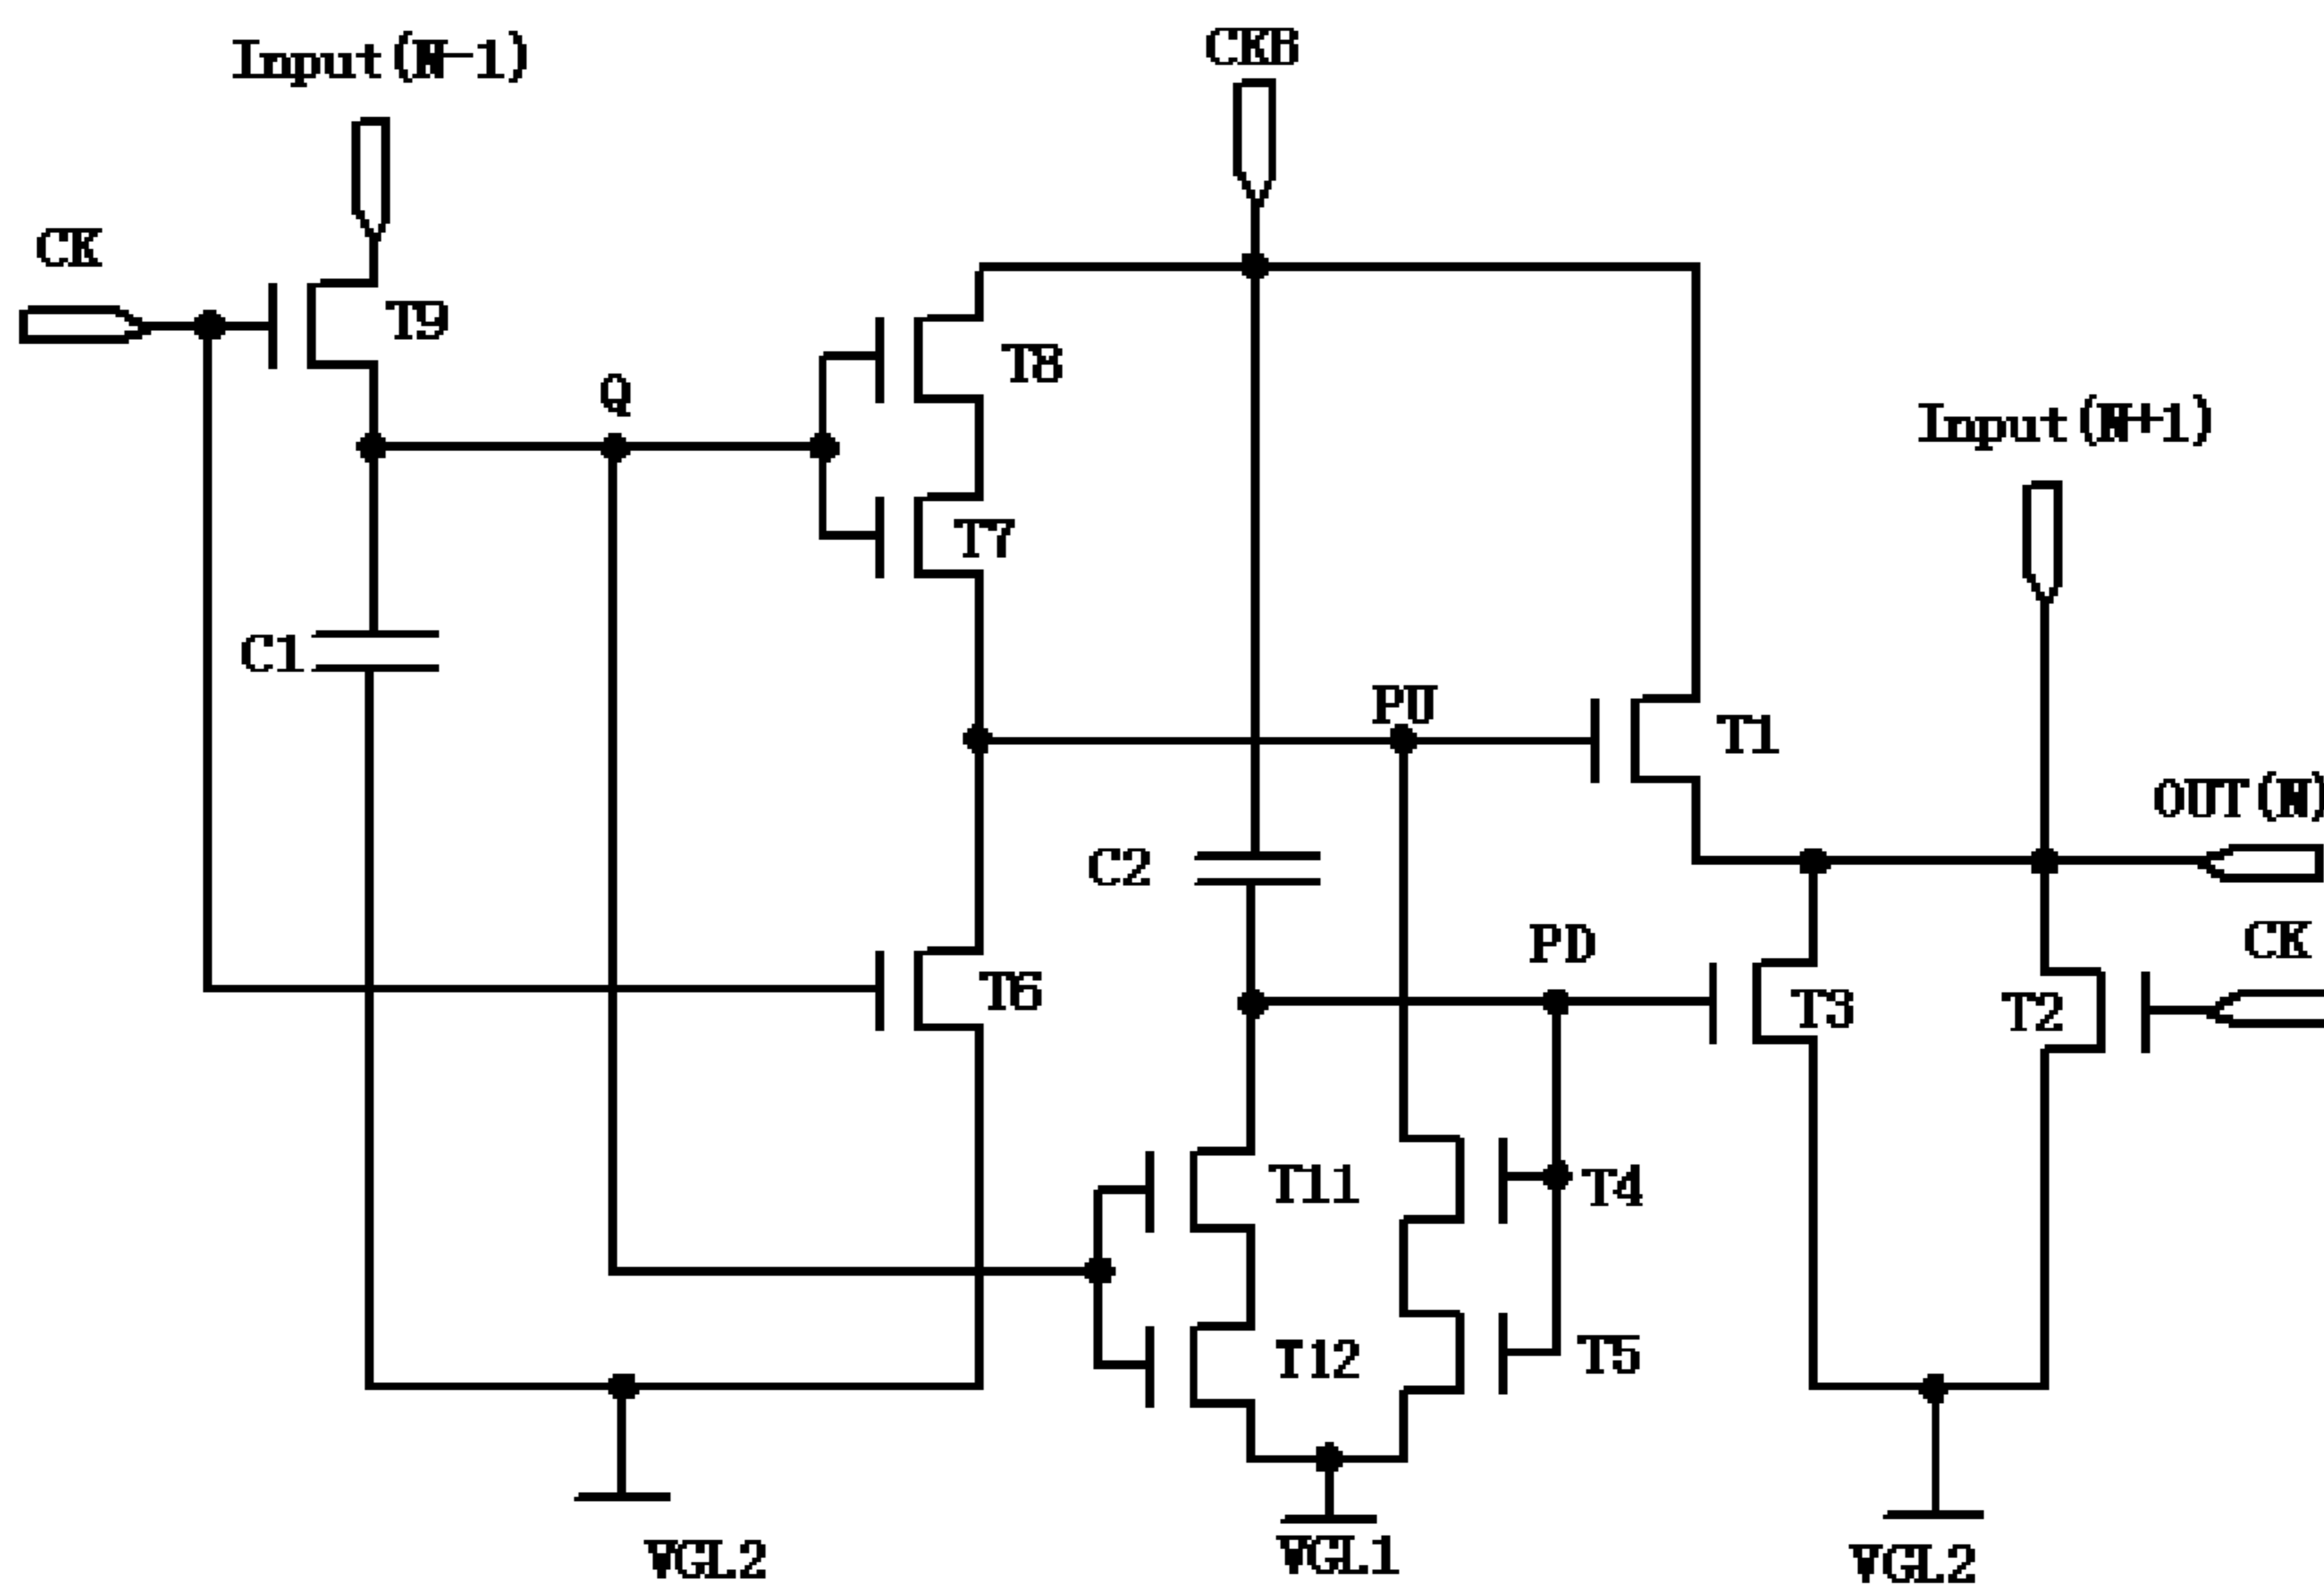 Input(N-1)
CKB
CK
T9
T8
Q
Input(N+1)
T7
C1
PU
T1
OUT(N)
C2
PD
CK
T6
T3
T2
T11
T4
T12
T5
VGL2
VGL1
VGL2